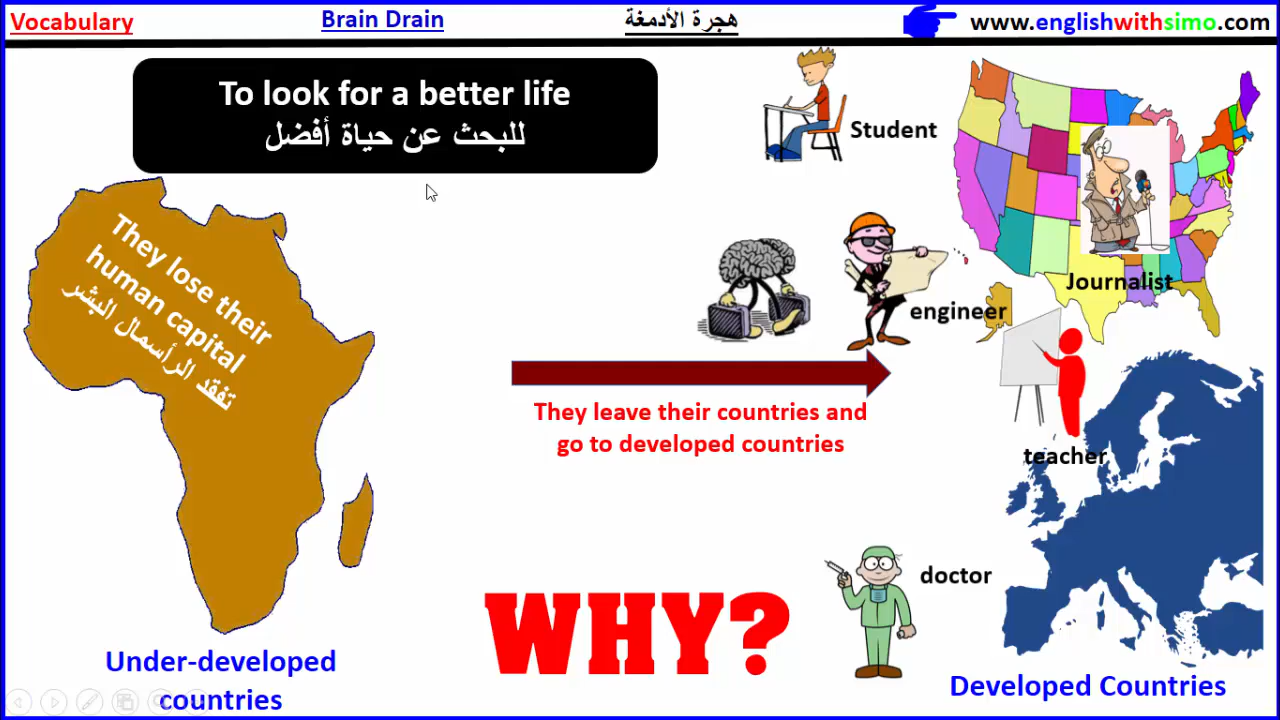 Vocabulary
Brain Drain
هجرة الأدمغة
www.englishwithsimo.com
To look for a better life
للبحث عن حياة أفضل
They lose their
human capital
تفقد الرأسمال البشر
Student
Journalist
engineer
They leave their countries and
go to developed countries
teacher
doctor
WHY?
Under-developed
countries
Developed Countries